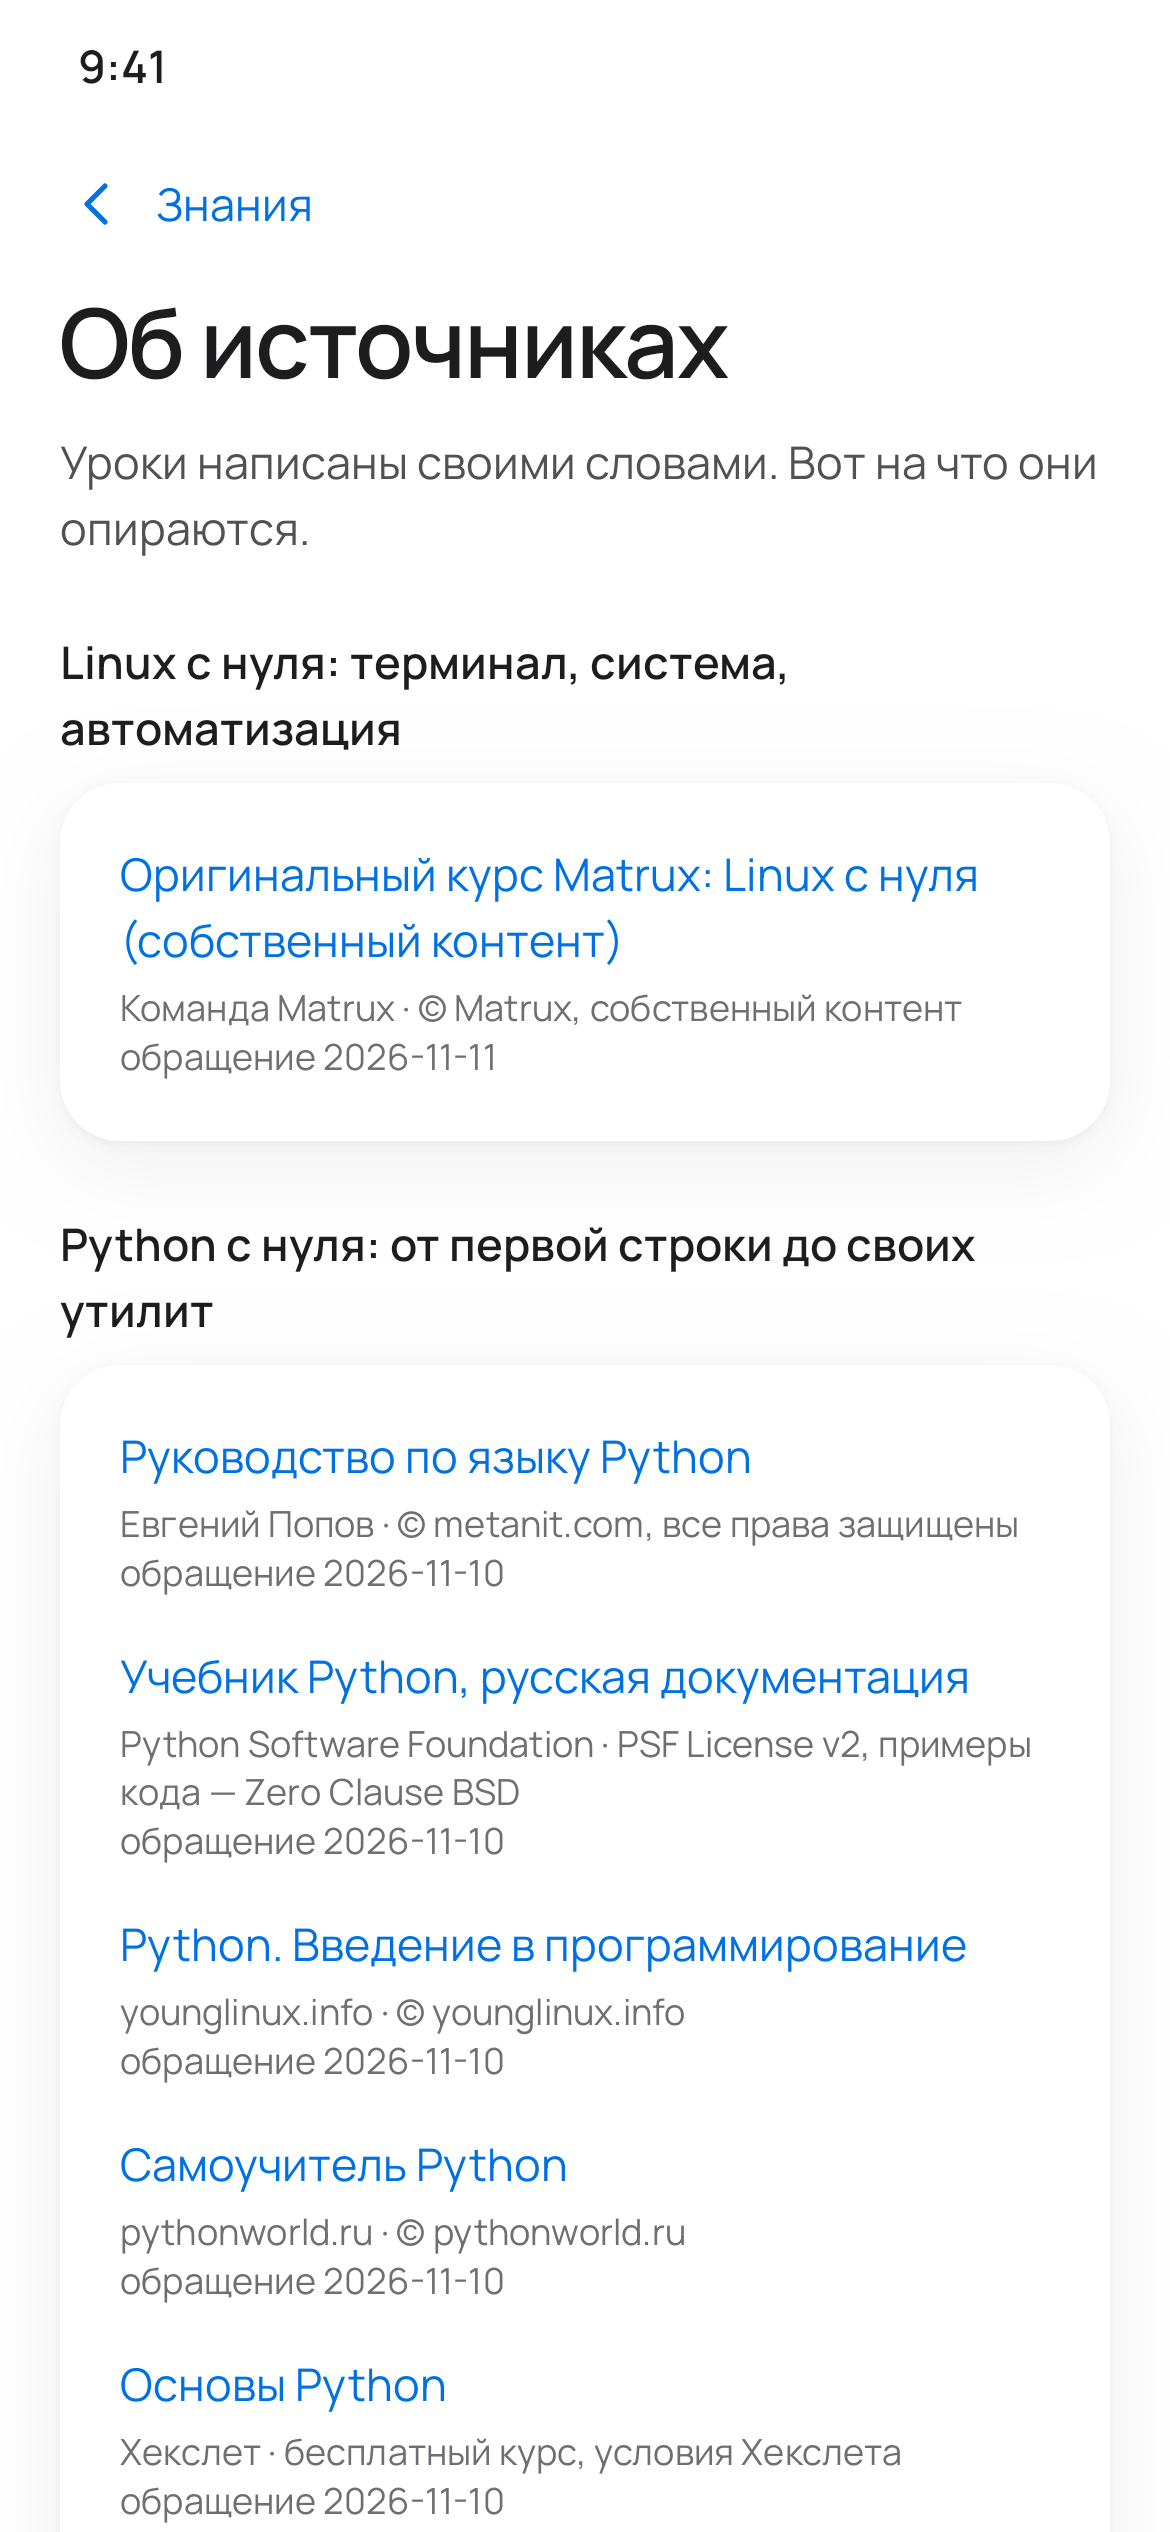 9:41
Знания
Об источниках
Уроки написаны своими словами. Вот на что они
опираются.
Linux с нуля: терминал, система,
автоматизация
Оригинальный курс Matrux: Linux с нуля
(собственный контент)
Команда Matrux · © Matrux, собственный контент
обращение 2026-11-11
Python с нуля: от первой строки до своих
утилит
Руководство по языку Python
Евгений Попов · © metanit.com, все права защищены
обращение 2026-11-10
Учебник Python, русская документация
Python Software Foundation · PSF License v2, примеры
кода — Zero Clause BSD
обращение 2026-11-10
Python. Введение в программирование
younglinux.info · © younglinux.info
обращение 2026-11-10
Самоучитель Python
pythonworld.ru · © pythonworld.ru
обращение 2026-11-10
Основы Python
Хекслет · бесплатный курс, условия Хекслета
обращение 2026-11-10